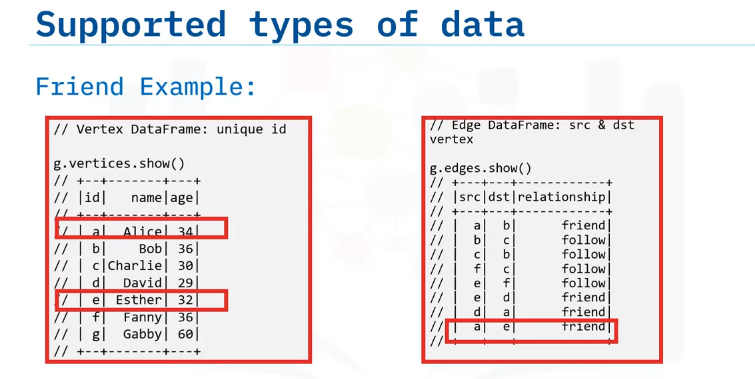 Supported types of data
Friend Example:
// Vertex DataFrame: unique id
g.vertices.show()
// +--+-------+---+
// |id|   name|age|
// +--+-------+---+
// | a|  Alice| 34|
// | b|    Bob| 36|
// | c|Charlie| 30|
// | d|  David| 29|
// | e| Esther| 32|
// | f|  Fanny| 36|
// | g|  Gabby| 60|
// +--+-------+---+
// Edge DataFrame: src & dst
vertex
g.edges.show()
// +---+---+------------+
// |src|dst|relationship|
// +---+---+------------+
// |  a|  b|      friend|
// |  b|  c|      follow|
// |  c|  b|      follow|
// |  f|  c|      follow|
// |  e|  f|      follow|
// |  e|  d|      friend|
// |  d|  a|      friend|
// |  a|  e|      friend|
// +---+---+------------+